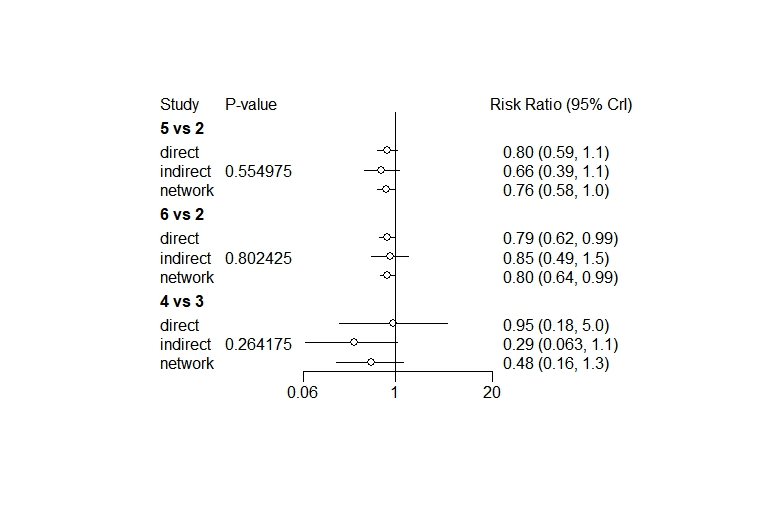 Study P-value Risk Ratio (95% Crl)
5 vs 2
direct 0.80 (0.59, 1.1)
indirect 0.554975 0.66 (0.39, 1.1)
network 0.76 (0.58, 1.0)
6 vs 2
direct 0.79 (0.62, 0.99)
indirect 0.802425 0.85 (0.49, 1.5)
network 0.80 (0.64, 0.99)
4 vs 3
direct 0.95 (0.18, 5.0)
indirect 0.264175 0.29 (0.063, 1.1)
network 0.48 (0.16, 1.3)
0.06 1 20